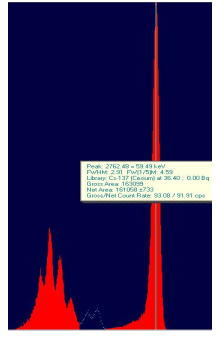 Peak: 2762.48 = 59.49 keV
FWHM: 2.91 FW(1/5)M: 4.59
Library: Cs-137 (Cesium) at 36.40 ; 0.00 Bq
Gross Area: 163099
Net Area: 161058 ±733
Gross/Net Count Rate: 93.08 / 91.91 cps